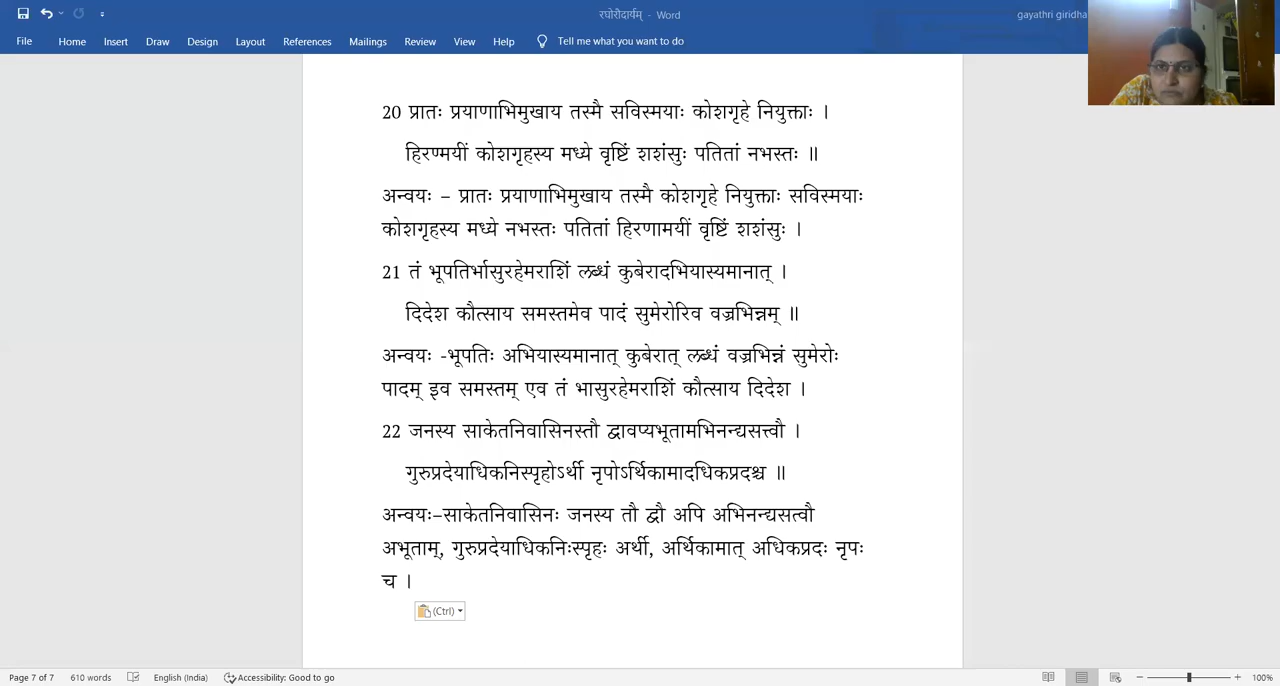 रघोरौदार्यम् - Word
gayathri giridha
File Home Insert Draw Design Layout References Mailings Review View Help Tell me what you want to do
20 प्रातः प्रयाणाभिमुखाय तस्मै सविस्मयाः कोशगृहे नियुक्ताः ।
हिरण्मयीं कोशगृहस्य मध्ये वृष्टिं शशंसुः पतितां नभस्तः ॥
अन्वयः – प्रातः प्रयाणाभिमुखाय तस्मै कोशगृहे नियुक्ताः सविस्मयाः
कोशगृहस्य मध्ये नभस्तः पतितां हिरणामयीं वृष्टिं शशंसुः ।
21 तं भूपतिर्भासुरहेमराशिं लब्धं कुबेरादभियास्यमानात् ।
दिदेश कौत्साय समस्तमेव पादं सुमेरोरिव वज्रभिन्नम् ॥
अन्वयः -भूपतिः अभियास्यमानात् कुबेरात् लब्धं वज्रभिन्नं सुमेरोः
पादम् इव समस्तम् एव तं भासुरहेमराशिं कौत्साय दिदेश ।
22 जनस्य साकेतनिवासिनस्तौ द्वावप्यभूतामभिनन्द्यसत्त्वौ ।
गुरुप्रदेयाधिकनिस्पृहोऽर्थी नृपोऽर्थिकामादधिकप्रदश्च ॥
अन्वयः–साकेतनिवासिनः जनस्य तौ द्वौ अपि अभिनन्द्यसत्वौ
अभूताम्, गुरुप्रदेयाधिकनिःस्पृहः अर्थी, अर्थिकामात् अधिकप्रदः नृपः
च ।
(Ctrl)
Page 7 of 7 610 words English (India) Accessibility: Good to go 100%